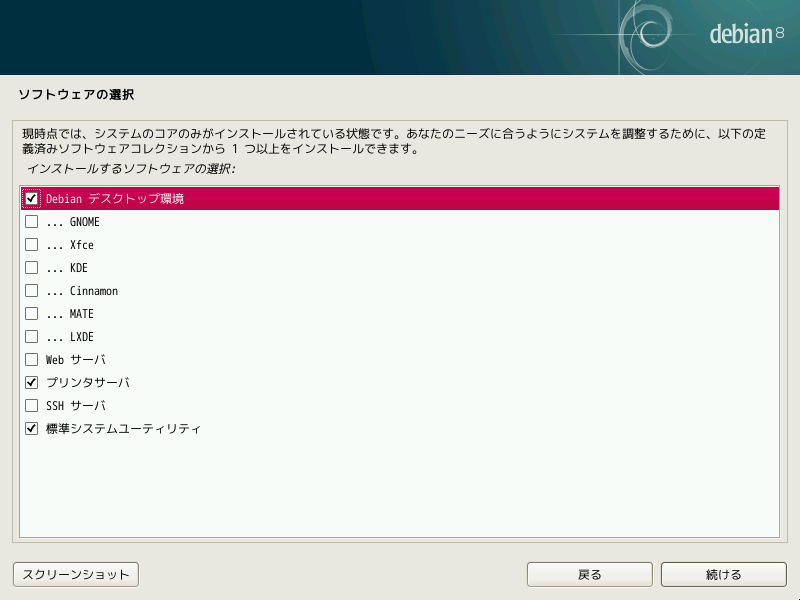 debian 8
ソフトウェアの選択
現時点では、システムのコアのみがインストールされている状態です。あなたのニーズに合うようにシステムを調整するために、以下の定
義済みソフトウェアコレクションから 1 つ以上をインストールできます。
インストールするソフトウェアの選択:
Debian デスクトップ環境
... GNOME
... Xfce
... KDE
... Cinnamon
... MATE
... LXDE
Web サーバ
プリンタサーバ
SSH サーバ
標準システムユーティリティ
スクリーンショット
戻る
続ける